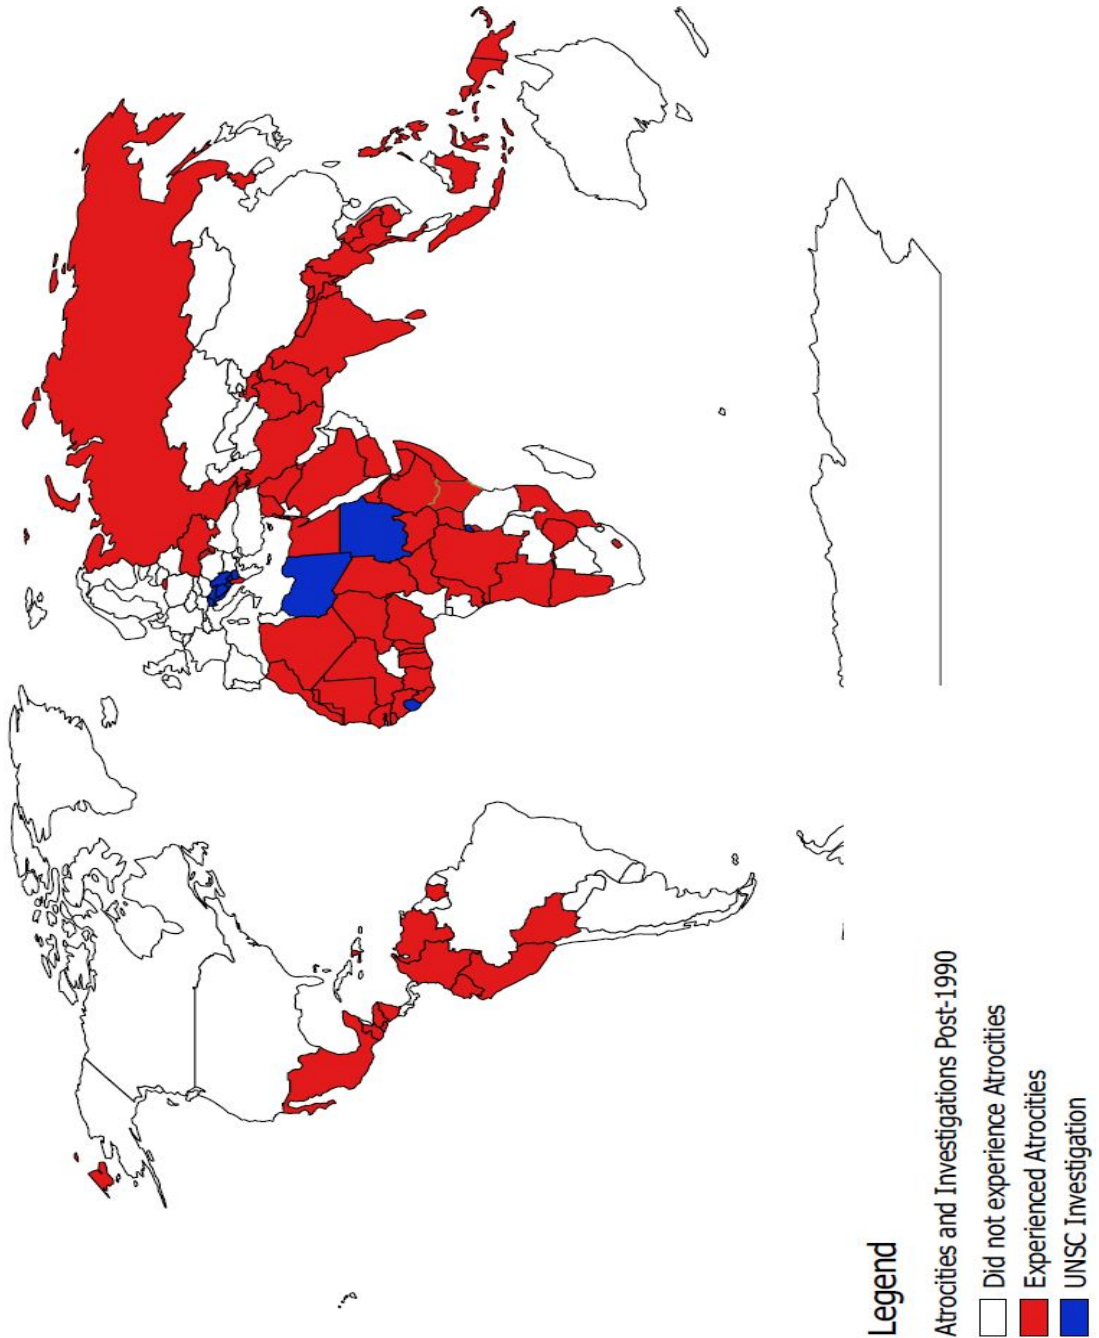 Legend
Atrocities and Investigations Post-1990
Did not experience Atrocities
Experienced Atrocities
UNSC Investigation